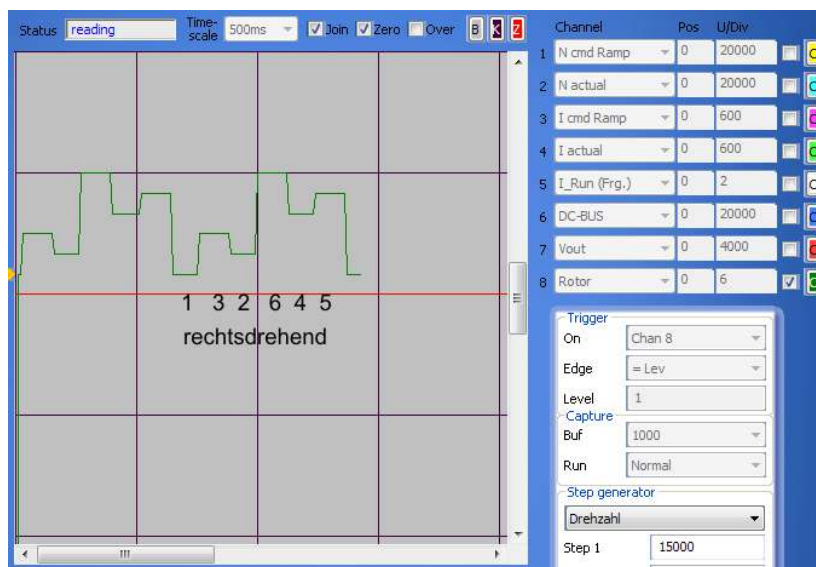 Status reading Time-scale 500ms Join Zero Over B K Z
1 3 2 6 4 5
rechtsdrehend
Channel Pos U/Div
1 N cmd Ramp 0 20000
2 N actual 0 20000
3 I cmd Ramp 0 600
4 I actual 0 600
5 I_Run (Frg.) 0 2
6 DC-BUS 0 20000
7 Vout 0 4000
8 Rotor 0 6
Trigger
On Chan 8
Edge = Lev
Level 1
Capture
Buf 1000
Run Normal
Step generator
Drehzahl
Step 1 15000